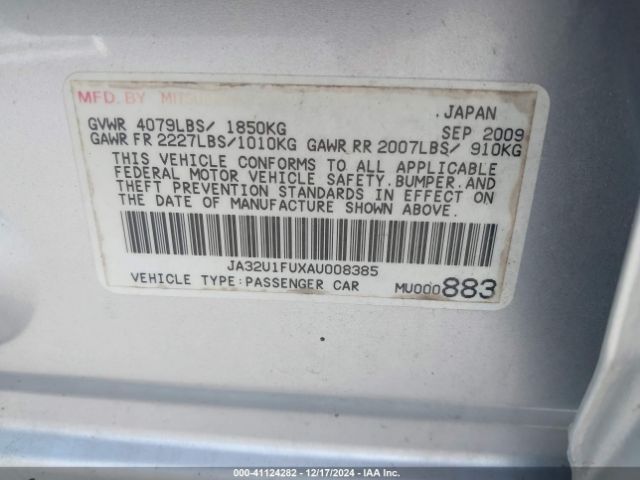 MFD. BY
JAPAN
GVWR 4079LBS/ 1850KG SEP 2009
GAWR FR 2227LBS/1010KG GAWR RR 2007LBS/ 910KG
THIS VEHICLE CONFORMS TO ALL APPLICABLE
FEDERAL MOTOR VEHICLE SAFETY.BUMPER.AND
THEFT PREVENTION STANDARDS IN EFFECT ON
THE DATE OF MANUFACTURE SHOWN ABOVE.
JA32U1FUXAU008385
VEHICLE TYPE:PASSENGER CAR MU000883
000-41124282 - 12/17/2024 - IAA Inc.